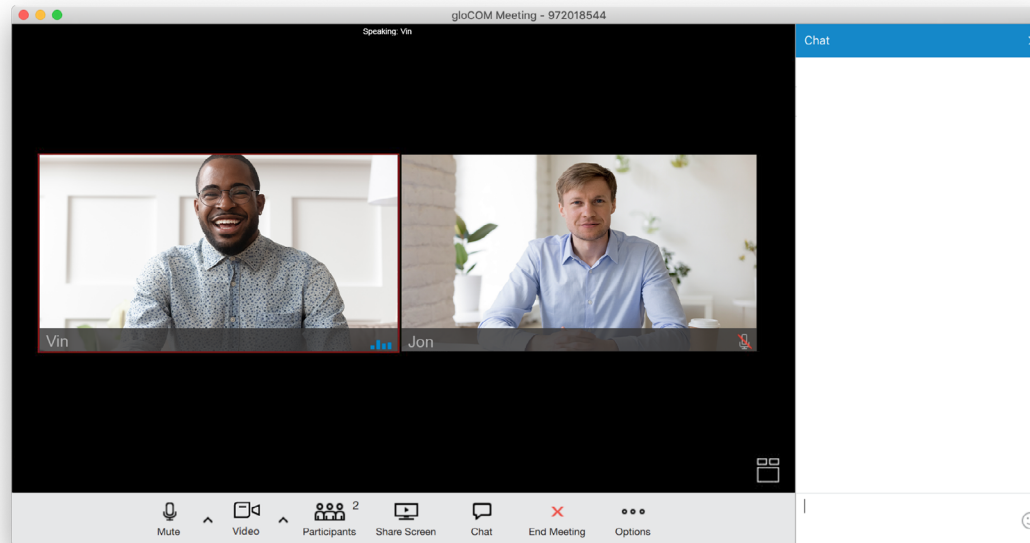 gloCOM Meeting - 972018544
Speaking: Vin
Chat
Vin
Jon
2
Mute
Video
Participants
Share Screen
Chat
End Meeting
Options